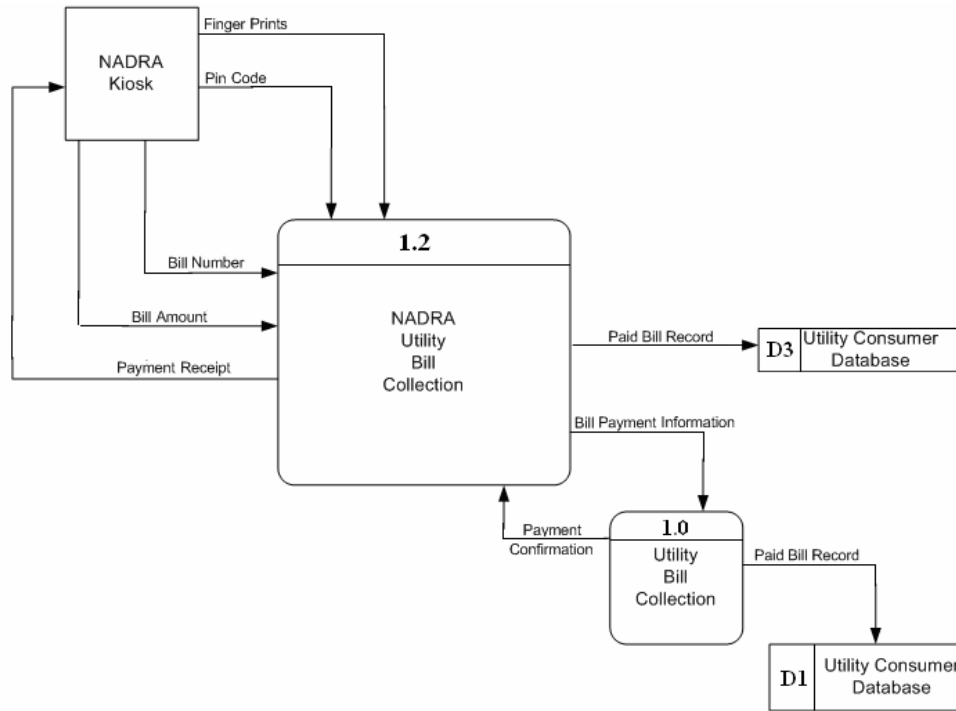 Finger Prints
NADRA
Kiosk
Pin Code
1.2
Bill Number
NADRA
Utility
Bill
Collection
Bill Amount
Payment Receipt
Paid Bill Record
D3
Utility Consumer
Database
Bill Payment Information
Payment
Confirmation
1.0
Utility
Bill
Collection
Paid Bill Record
D1
Utility Consumer
Database